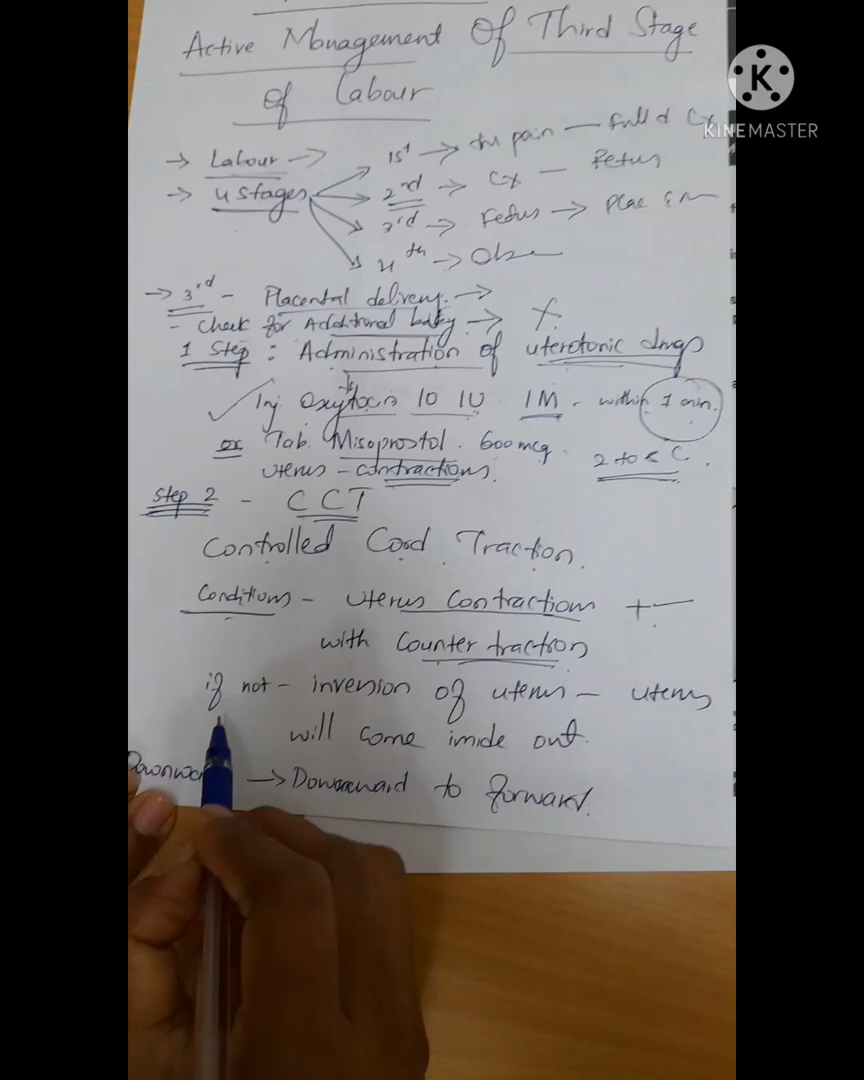 Active Management Of Third Stage
of Labour
K
KINEMASTER
→ Labour →
→ 4 stages
1st → pain — full d Cx
2nd → Cx — Fetus
3rd → Fetus → Plac
4th → Obse
→ 3rd - Placental delivery. →
- Check for Additional baby. →
1 Step : Administration of uterotonic drugs
✓ Inj Oxytocin 10 IU IM - within 1 min.
or Tab. Misoprostol. 600 mcg.
2 to C.
uterus - contractions.
Step 2 - CCT
Controlled Cord Traction.
Conditions - uterus contractions +
with Counter traction
if not - inversion of uterus - uterus
will come inside out.
Downwa → Downward to forward.